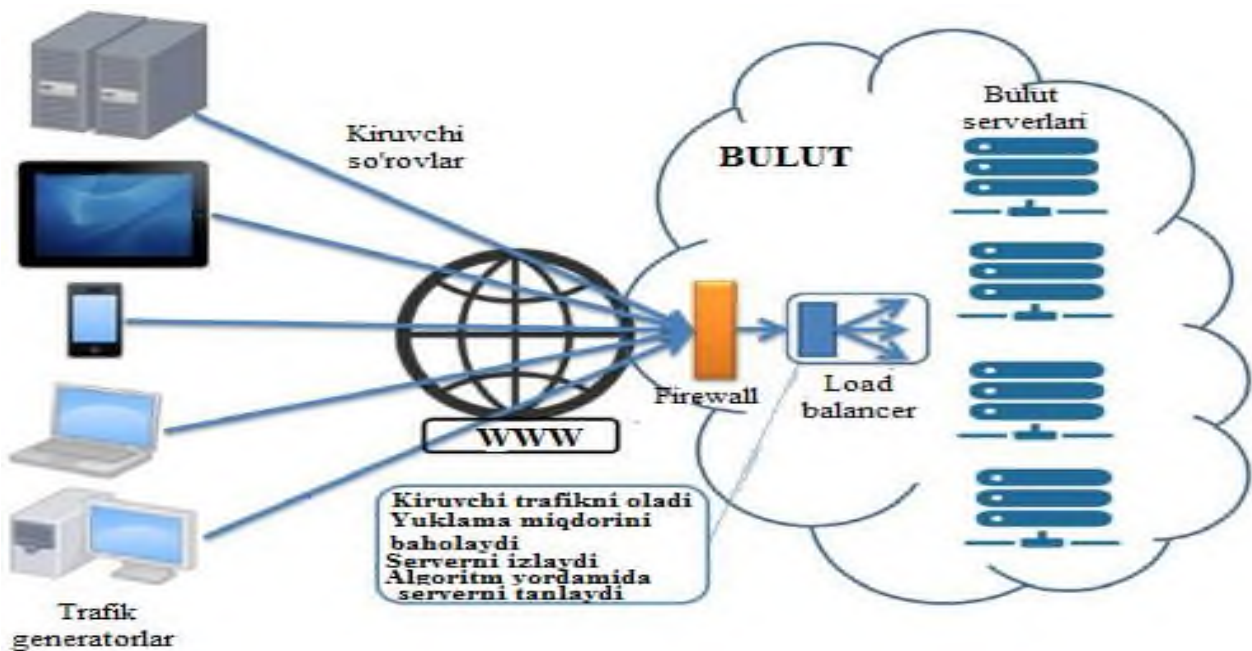 Kiruvchi
so'rovlar
Bulut
serverlari
BULUT
Firewall
Load
balancer
WWW
Kiruvchi trafikni oladi
Yuklama miqdorini
baholaydi
Serverni izlaydi
Algoritm yordamida
serverni tanlaydi
Trafik
generatorlar